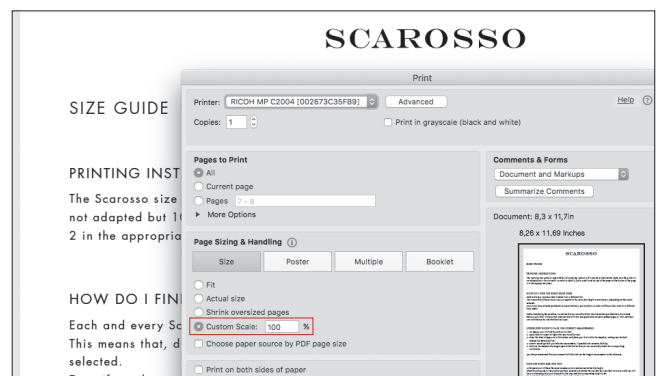 SCAROSSO
Print
SIZE GUIDE
Printer: RICOH MP C2004 [002673C35FB9] Advanced Help ?
Copies: 1 Print in grayscale (black and white)
PRINTING INST
The Scarosso size
not adapted but 1
2 in the appropria
HOW DO I FIN
Each and every Sc
This means that, d
selected.
Pages to Print
All
Current page
Pages 7 - 8
More Options
Page Sizing & Handling i
Size Poster Multiple Booklet
Fit
Actual size
Shrink oversized pages
Custom Scale: 100 %
Choose paper source by PDF page size
Print on both sides of paper
Comments & Forms
Document and Markups
Summarize Comments
Document: 8,3 x 11,7in
8,26 x 11,69 Inches
SCAROSSO